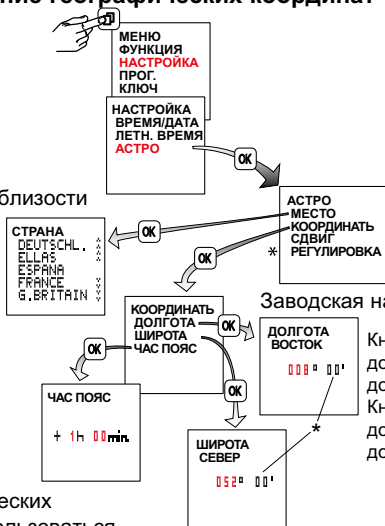 ние географических координат
МЕНЮ
ФУНКЦИЯ
НАСТРОЙКА
ПРОГ.
КЛЮЧ
НАСТРОЙКА
ВРЕМЯ/ДАТА
ЛЕТН. ВРЕМЯ
АСТРО
OK
близости
СТРАНА
DEUTSCHL.
ELLAS
ESPANA
FRANCE
G.BRITAIN
OK
OK
АСТРО
МЕСТО
КООРДИНАТЬ
СДВИГ
* РЕГУЛИРОВКА
Заводская на
КООРДИНАТЬ
ДОЛГОТА
ШИРОТА
ЧАС ПОЯС
OK
OK
OK
ДОЛГОТА
ВОСТОК
008° 00'
Кн
до
до
Кн
до
до
ЧАС ПОЯС
+ 1h 00min.
*
ШИРОТА
СЕВЕР
052° 00'
еских
льзоваться